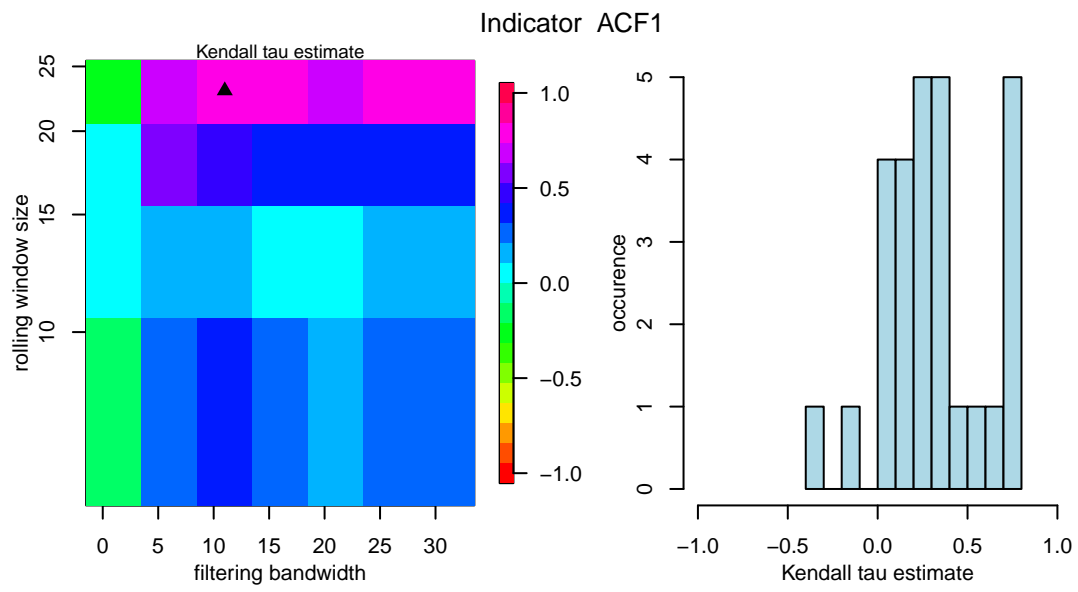 Indicator ACF1
Kendall tau estimate
rolling window size
25
20
15
10
0 5 10 15 20 25 30
filtering bandwidth
1.0
0.5
0.0
−0.5
−1.0
occurence
5
4
3
2
1
0
−1.0 −0.5 0.0 0.5 1.0
Kendall tau estimate